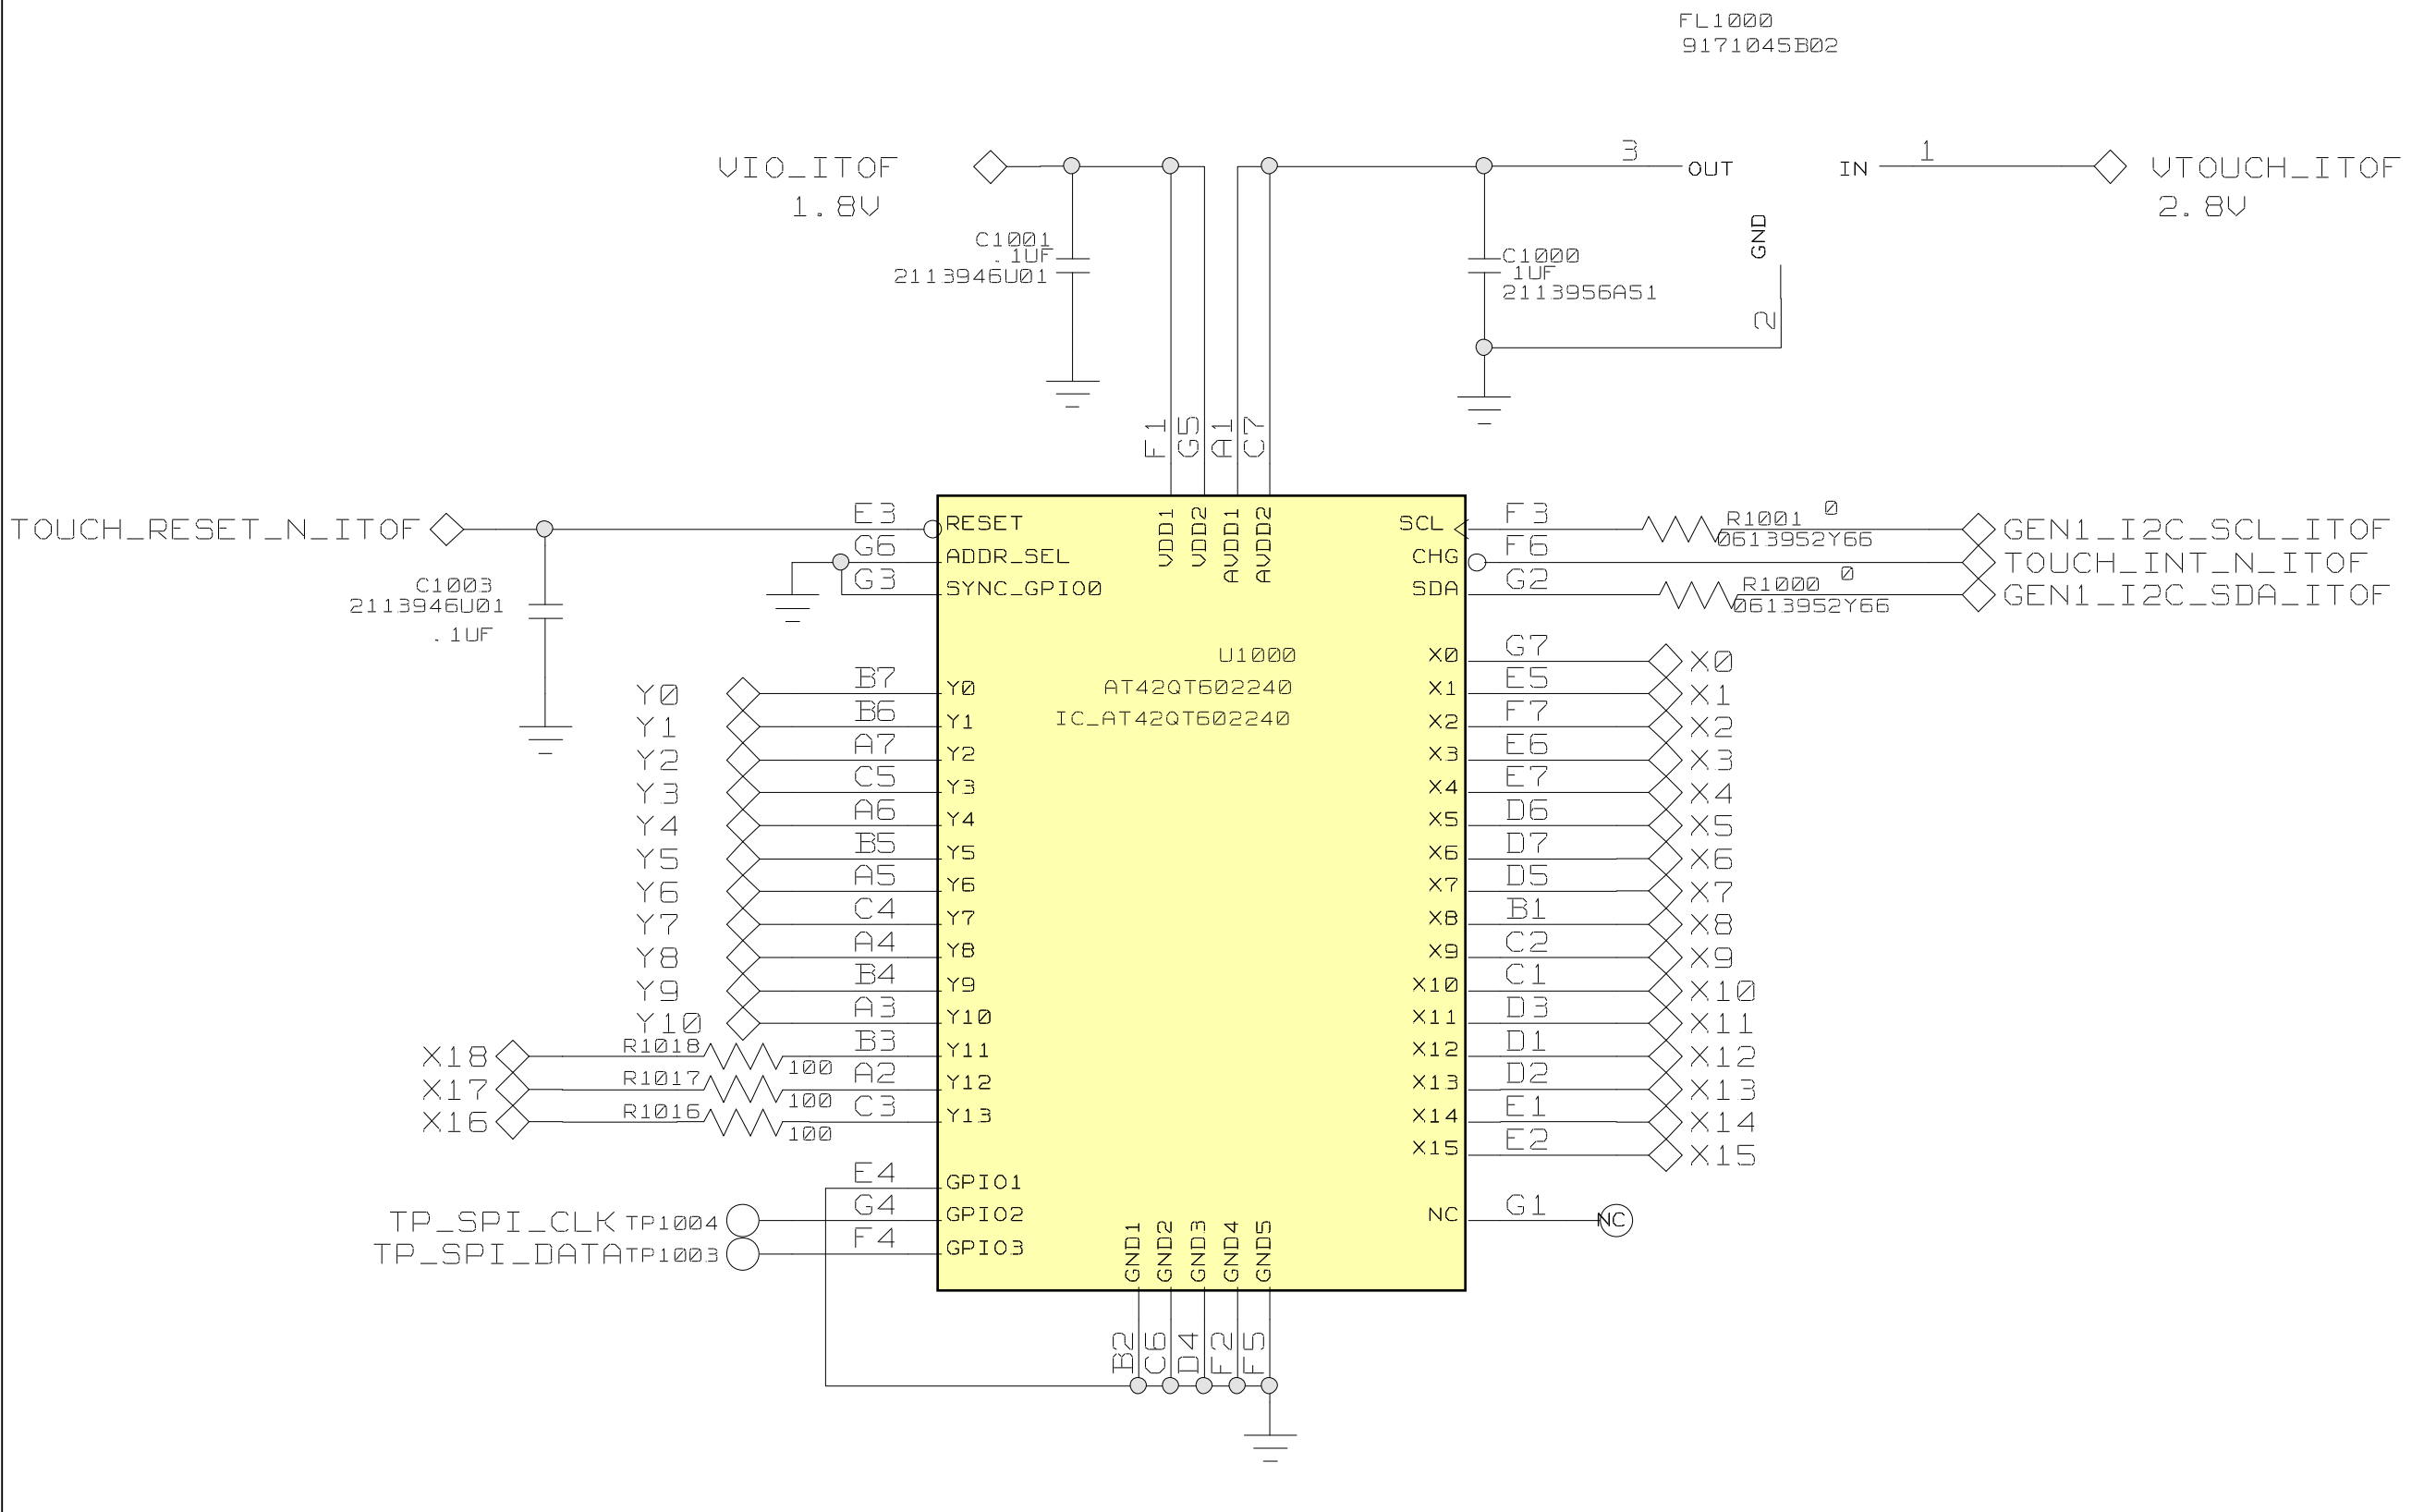 FL1000
9171045B02
VIO_ITOF
1.8V
3
OUT
IN
1
VTOUCH_ITOF
2.8V
C1001
.1UF
2113946U01
C1000
1UF
2113956A51
GND
2
F1
G5
A1
C7
TOUCH_RESET_N_ITOF
E3
RESET
G6
ADDR_SEL
G3
SYNC_GPIO0
VDD1
VDD2
AVDD1
AVDD2
SCL
F3
R1001
0
0613952Y66
GEN1_I2C_SCL_ITOF
CHG
F6
TOUCH_INT_N_ITOF
SDA
G2
R1000
0
0613952Y66
GEN1_I2C_SDA_ITOF
C1003
2113946U01
.1UF
U1000
AT42QT602240
IC_AT42QT602240
Y0 B7 Y0
Y1 B6 Y1
Y2 A7 Y2
Y3 C5 Y3
Y4 A6 Y4
Y5 B5 Y5
Y6 A5 Y6
Y7 C4 Y7
Y8 A4 Y8
Y9 B4 Y9
Y10 A3 Y10
X18 R1018 100 B3 Y11
X17 R1017 100 A2 Y12
X16 R1016 100 C3 Y13
E4 GPIO1
TP_SPI_CLK TP1004 G4 GPIO2
TP_SPI_DATA TP1003 F4 GPIO3
X0 G7 X0
X1 E5 X1
X2 F7 X2
X3 E6 X3
X4 E7 X4
X5 D6 X5
X6 D7 X6
X7 D5 X7
X8 B1 X8
X9 C2 X9
X10 C1 X10
X11 D3 X11
X12 D1 X12
X13 D2 X13
X14 E1 X14
X15 E2 X15
NC G1 NC
GND1
GND2
GND3
GND4
GND5
B2
C6
D4
F2
F5